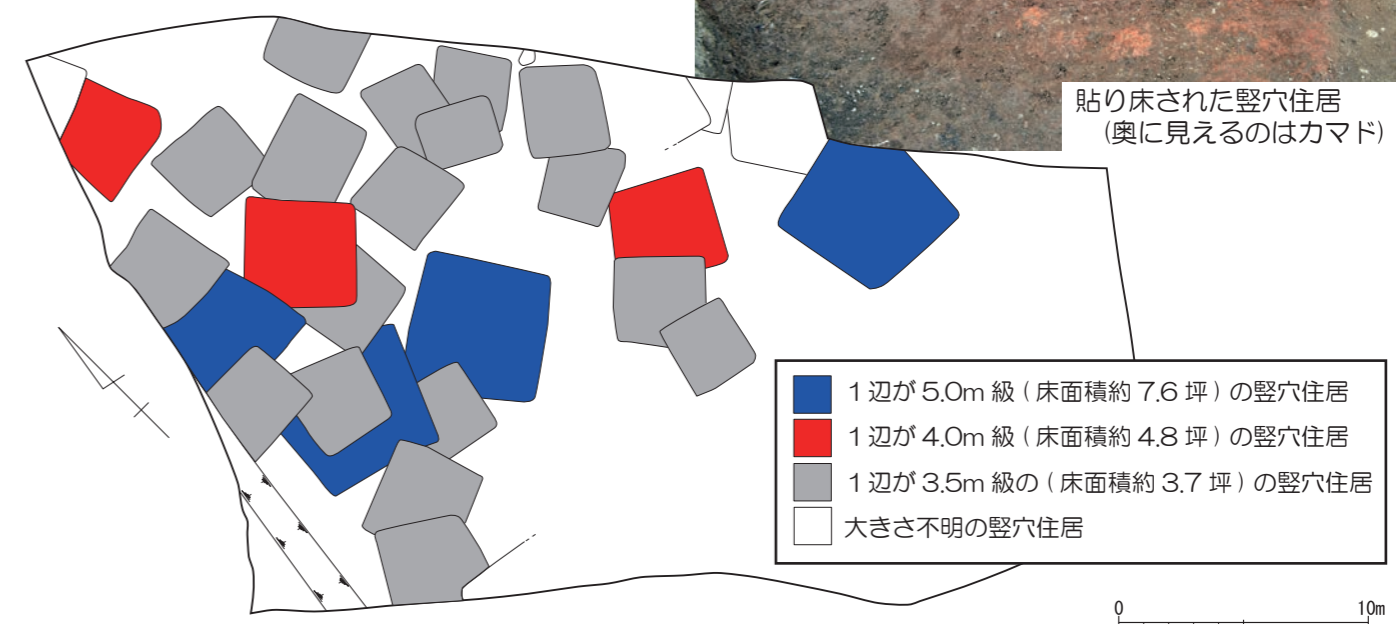 貼り床された竪穴住居
(奥に見えるのはカマド)
1辺が5.0m級(床面積約7.6坪)の竪穴住居
1辺が4.0m級(床面積約4.8坪)の竪穴住居
1辺が3.5m級の(床面積約3.7坪)の竪穴住居
大きさ不明の竪穴住居
0 10m